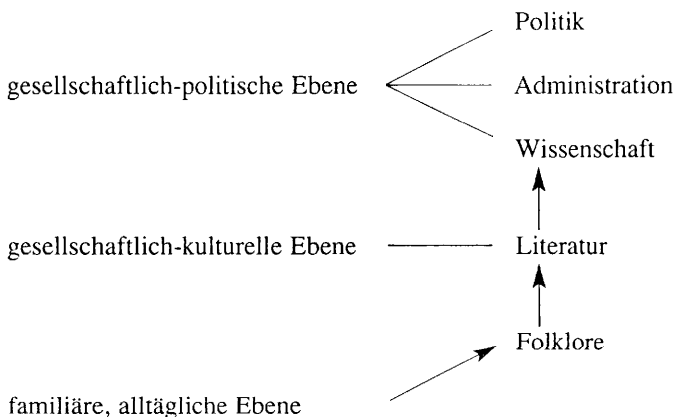 Politik
gesellschaftlich-politische Ebene
Administration
Wissenschaft
gesellschaftlich-kulturelle Ebene
Literatur
Folklore
familiäre, alltägliche Ebene